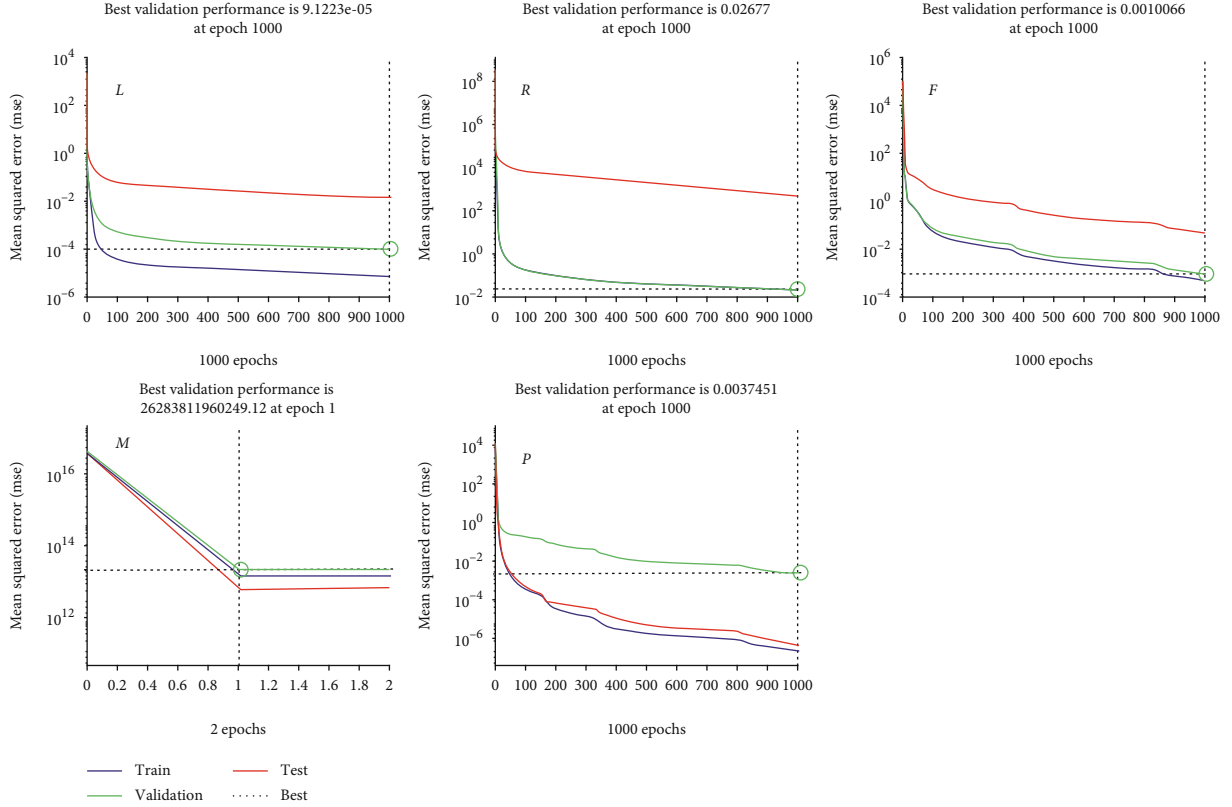 Best validation performance is 9.1223e-05
at epoch 1000
Mean squared error (mse)
10^4
10^2
10^0
10^-2
10^-4
10^-6
L
0 100 200 300 400 500 600 700 800 900 1000
1000 epochs
Best validation performance is 0.02677
at epoch 1000
Mean squared error (mse)
10^8
10^6
10^4
10^2
10^0
10^-2
R
0 100 200 300 400 500 600 700 800 900 1000
1000 epochs
Best validation performance is 0.0010066
at epoch 1000
Mean squared error (mse)
10^6
10^4
10^2
10^0
10^-2
10^-4
F
0 100 200 300 400 500 600 700 800 900 1000
1000 epochs
Best validation performance is
26283811960249.12 at epoch 1
Mean squared error (mse)
10^16
10^14
10^12
M
0 0.2 0.4 0.6 0.8 1 1.2 1.4 1.6 1.8 2
2 epochs
Best validation performance is 0.0037451
at epoch 1000
Mean squared error (mse)
10^4
10^2
10^0
10^-2
10^-4
10^-6
P
0 100 200 300 400 500 600 700 800 900 1000
1000 epochs
Train
Test
Validation
Best